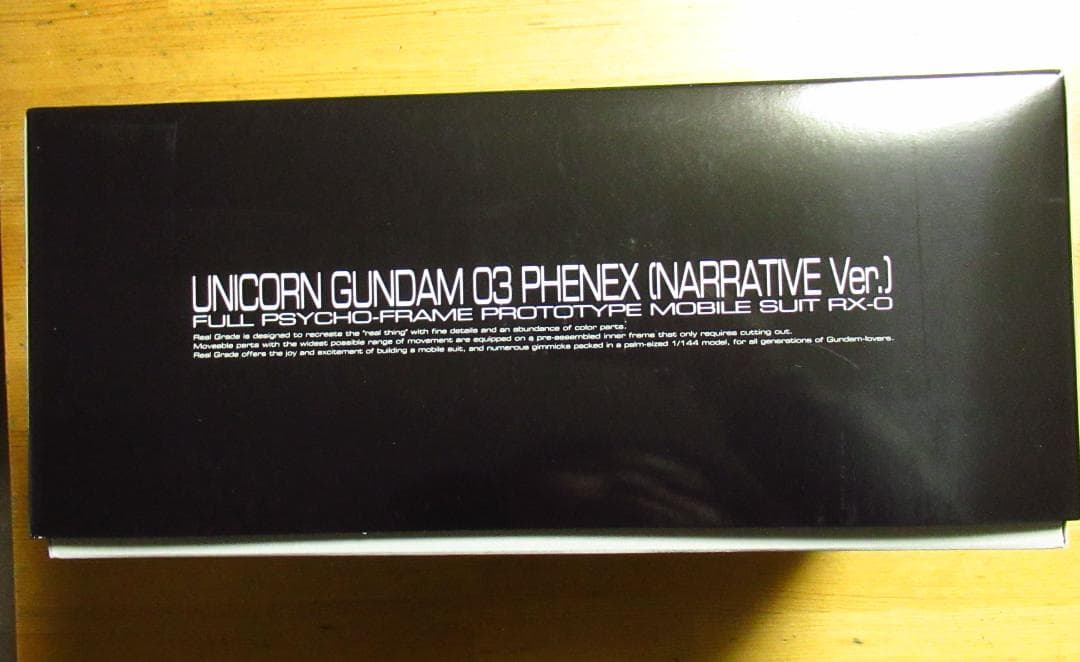 UNICORN GUNDAM 03 PHENEX (NARRATIVE Ver.)
FULL PSYCHO-FRAME PROTOTYPE MOBILE SUIT RX-0
Real Grade is designed to recreate the "real thing" with fine details and an abundance of color parts.
Moveable parts with the widest possible range of movement are equipped on a pre-assembled inner frame that only requires cutting out.
Real Grade offers the joy and excitement of building a mobile suit, and numerous gimmicks packed in a palm-sized 1/144 model, for all generations of Gundam-lovers.